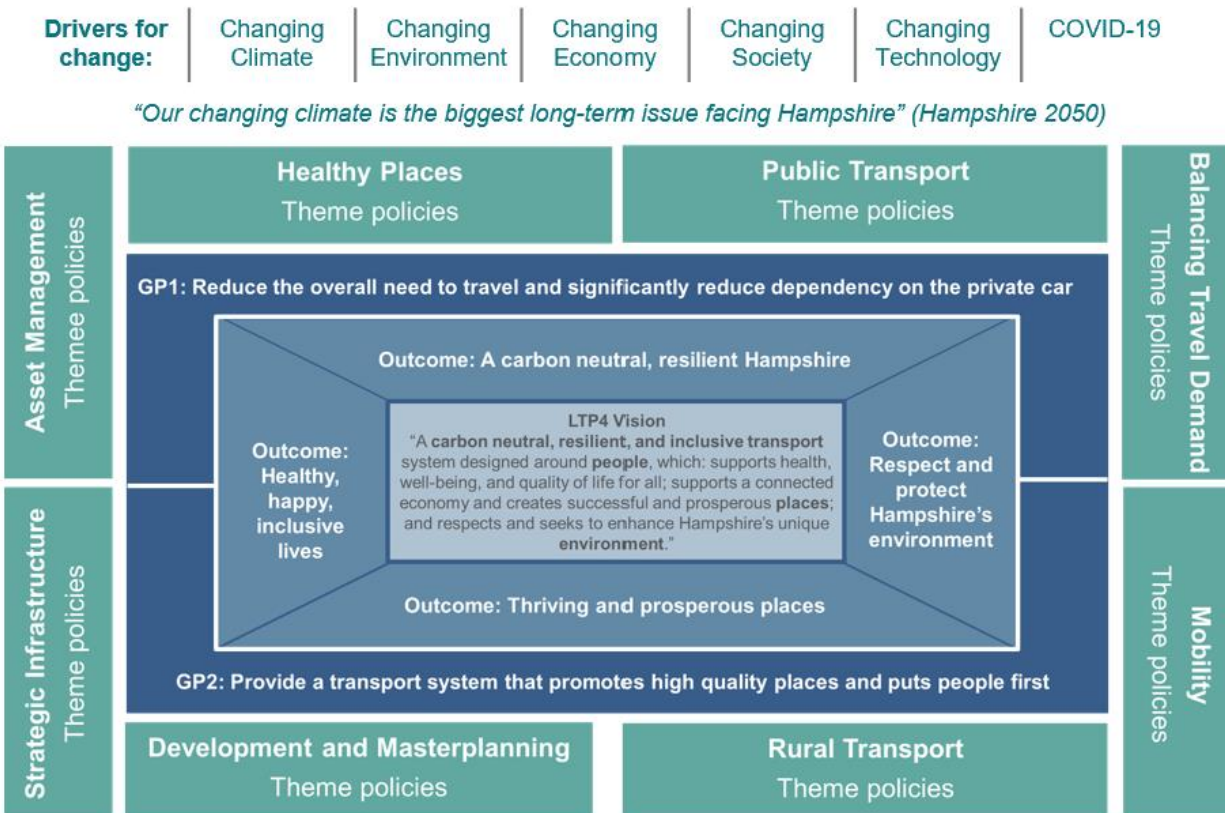 Drivers for
change:
Changing
Climate
Changing
Environment
Changing
Economy
Changing
Society
Changing
Technology
COVID-19
“Our changing climate is the biggest long-term issue facing Hampshire” (Hampshire 2050)
Asset Management
Themee policies
Healthy Places
Theme policies
Public Transport
Theme policies
Balancing Travel Demand
Theme policies
GP1: Reduce the overall need to travel and significantly reduce dependency on the private car
Outcome: A carbon neutral, resilient Hampshire
Outcome:
Healthy,
happy,
inclusive
lives
LTP4 Vision
“A carbon neutral, resilient, and inclusive transport
system designed around people, which: supports health,
well-being, and quality of life for all; supports a connected
economy and creates successful and prosperous places;
and respects and seeks to enhance Hampshire’s unique
environment.”
Outcome:
Respect and
protect
Hampshire’s
environment
Outcome: Thriving and prosperous places
GP2: Provide a transport system that promotes high quality places and puts people first
Strategic Infrastructure
Theme policies
Development and Masterplanning
Theme policies
Rural Transport
Theme policies
Mobility
Theme policies